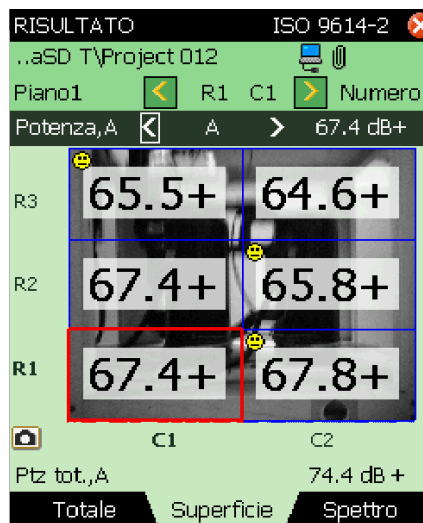 RISULTATO ISO 9614-2
..aSD T\Project 012
Piano1 < R1 C1 > Numero
Potenza,A < A > 67.4 dB+
R3 65.5+ 64.6+
R2 67.4+ 65.8+
R1 67.4+ 67.8+
C1 C2
Ptz tot.,A 74.4 dB +
Totale Superficie Spettro